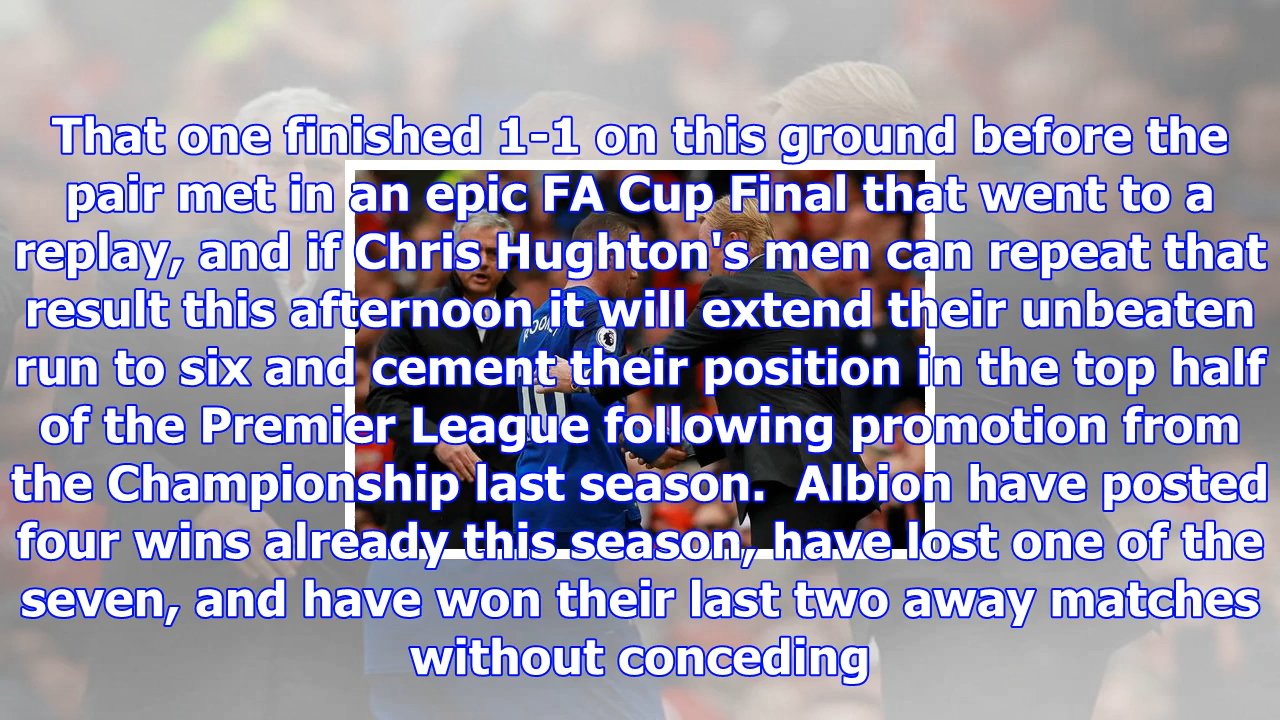 That one finished 1-1 on this ground before the
pair met in an epic FA Cup Final that went to a
replay, and if Chris Hughton's men can repeat that
result this afternoon it will extend their unbeaten
run to six and cement their position in the top half
of the Premier League following promotion from
the Championship last season.  Albion have posted
four wins already this season, have lost one of the
seven, and have won their last two away matches
without conceding
ROONEY
10